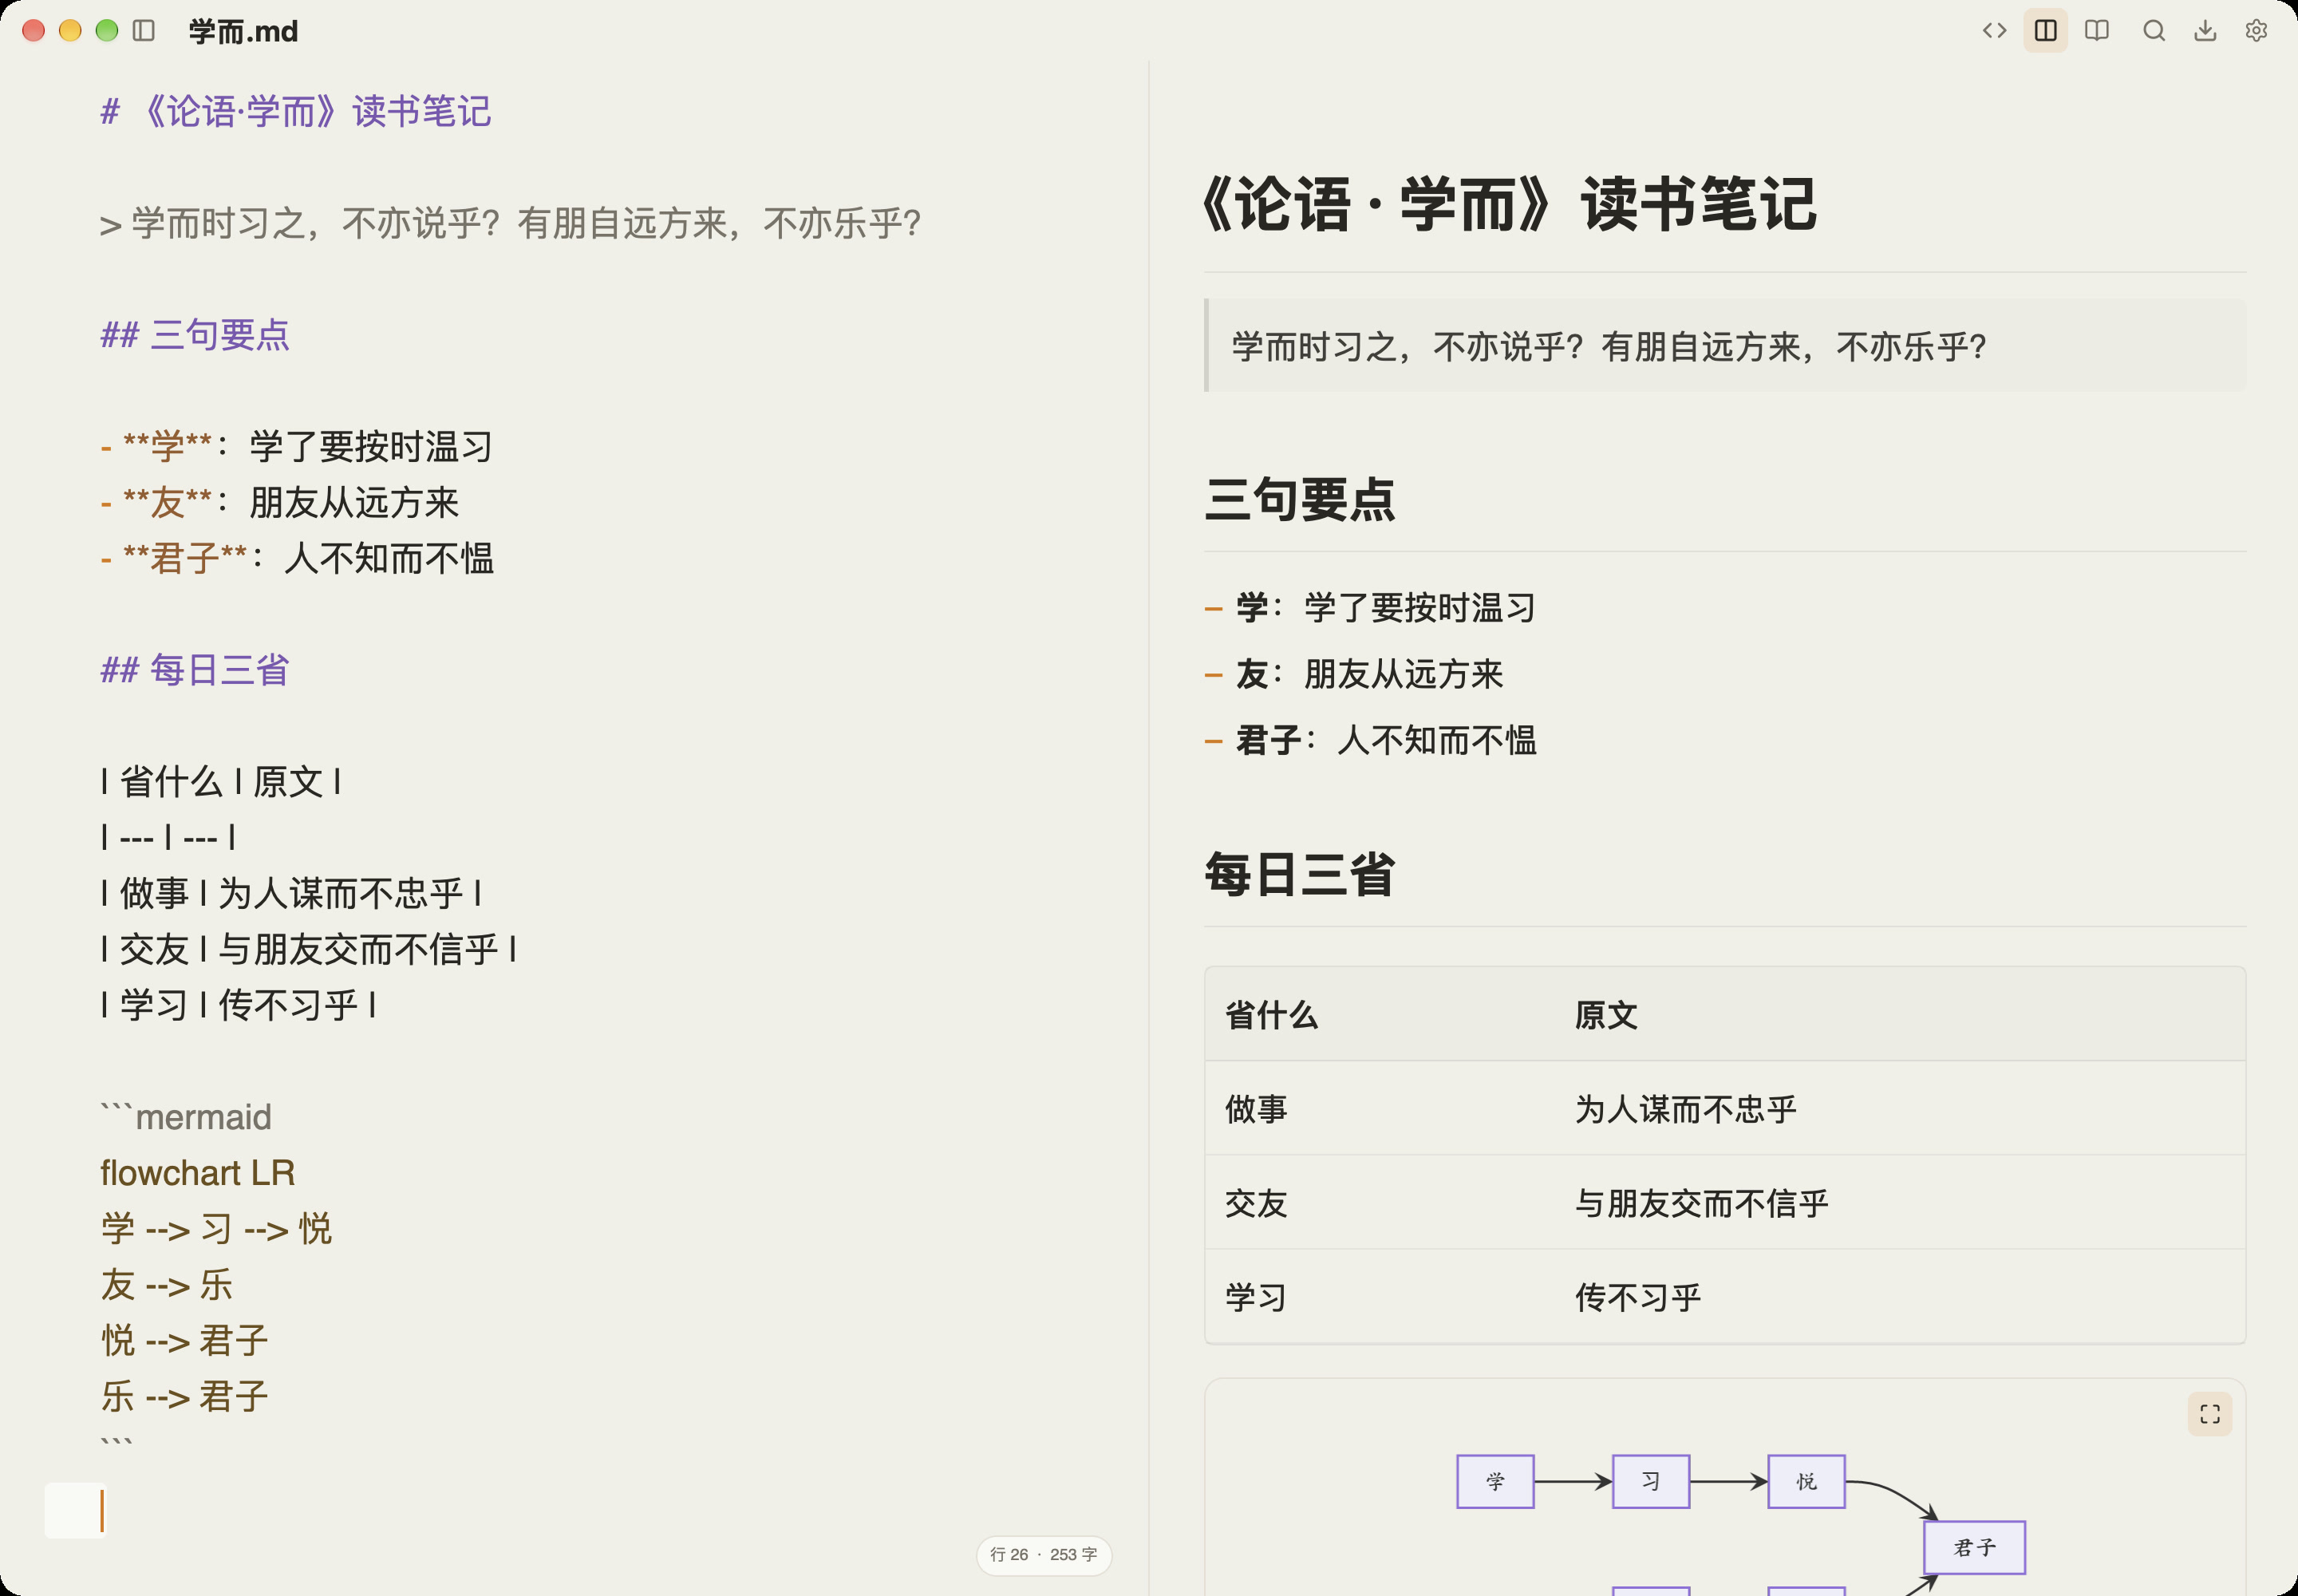 学而.md
# 《论语·学而》读书笔记
> 学而时习之，不亦说乎？有朋自远方来，不亦乐乎？
## 三句要点
- **学**：学了要按时温习
- **友**：朋友从远方来
- **君子**：人不知而不愠
## 每日三省
| 省什么 | 原文 |
| --- | --- |
| 做事 | 为人谋而不忠乎 |
| 交友 | 与朋友交而不信乎 |
| 学习 | 传不习乎 |
```mermaid
flowchart LR
学 --> 习 --> 悦
友 --> 乐
悦 --> 君子
乐 --> 君子
```
行 26 · 253 字
《论语 · 学而》读书笔记
学而时习之，不亦说乎？有朋自远方来，不亦乐乎？
三句要点
– 学：学了要按时温习
– 友：朋友从远方来
– 君子：人不知而不愠
每日三省
省什么 原文
做事 为人谋而不忠乎
交友 与朋友交而不信乎
学习 传不习乎
学 习 悦
君子